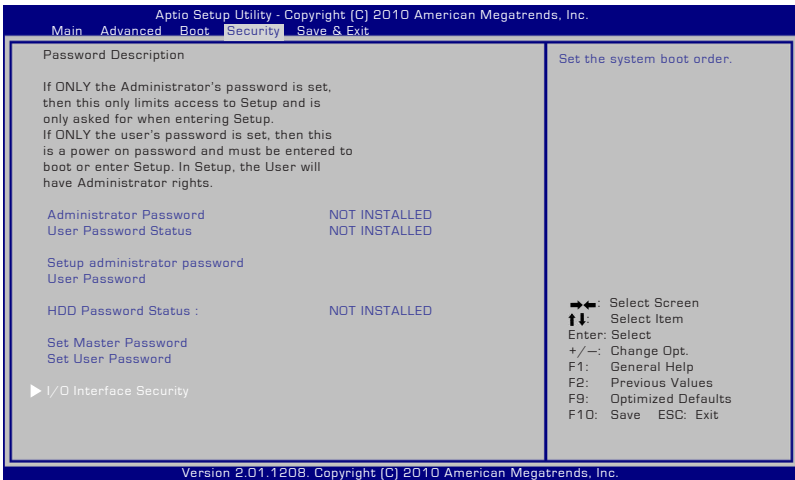 Aptio Setup Utility - Copyright (C) 2010 American Megatrends, Inc.
Main Advanced Boot Security Save & Exit
Password Description
If ONLY the Administrator's password is set,
then this only limits access to Setup and is
only asked for when entering Setup.
If ONLY the user's password is set, then this
is a power on password and must be entered to
boot or enter Setup. In Setup, the User will
have Administrator rights.
Administrator Password NOT INSTALLED
User Password Status NOT INSTALLED
Setup administrator password
User Password
HDD Password Status : NOT INSTALLED
Set Master Password
Set User Password
I/O Interface Security
Set the system boot order.
→←: Select Screen
↑↓: Select Item
Enter: Select
+/—: Change Opt.
F1: General Help
F2: Previous Values
F9: Optimized Defaults
F10: Save ESC: Exit
Version 2.01.1208. Copyright (C) 2010 American Megatrends, Inc.